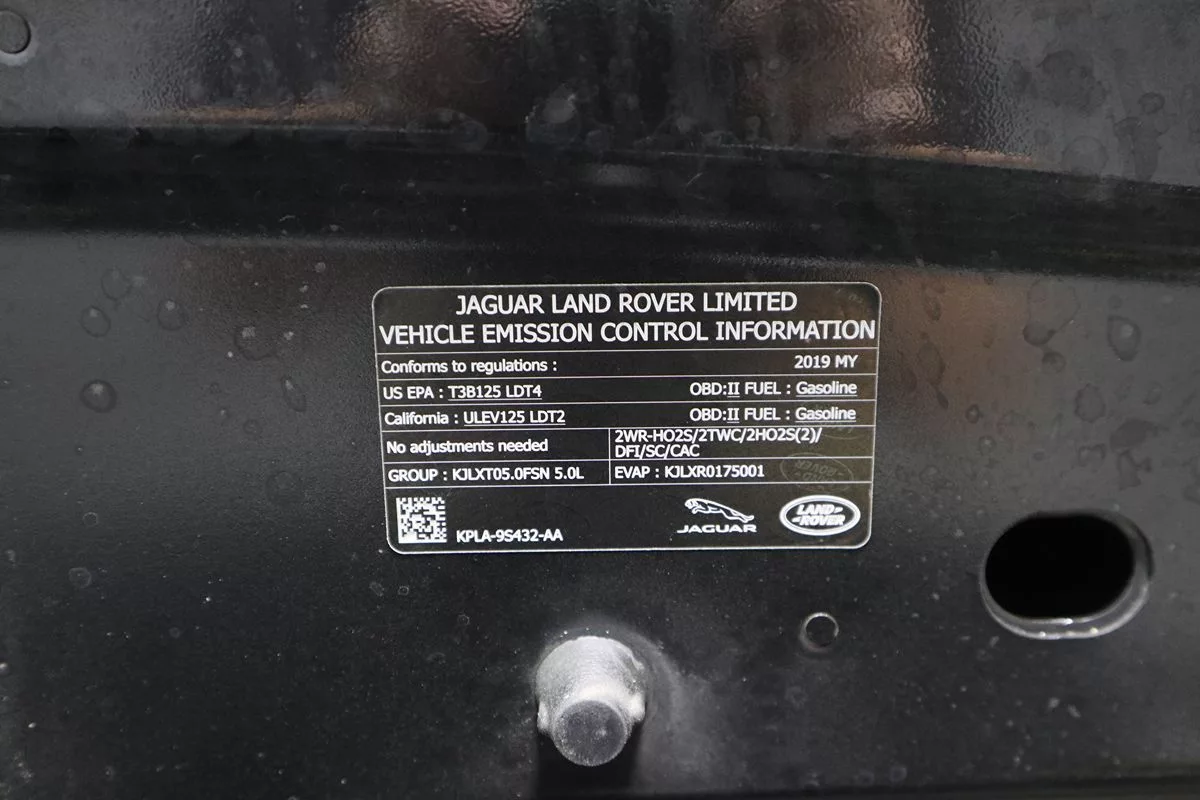 JAGUAR LAND ROVER LIMITED
VEHICLE EMISSION CONTROL INFORMATION
Conforms to regulations : 2019 MY
US EPA : T3B125 LDT4 OBD:II FUEL : Gasoline
California : ULEV125 LDT2 OBD:II FUEL : Gasoline
No adjustments needed
2WR-HO2S/2TWC/2HO2S(2)/
DFI/SC/CAC
GROUP : KJLXT05.0FSN 5.0L EVAP : KJLXR0175001
KPLA-9S432-AA
JAGUAR
LAND-
-ROVER